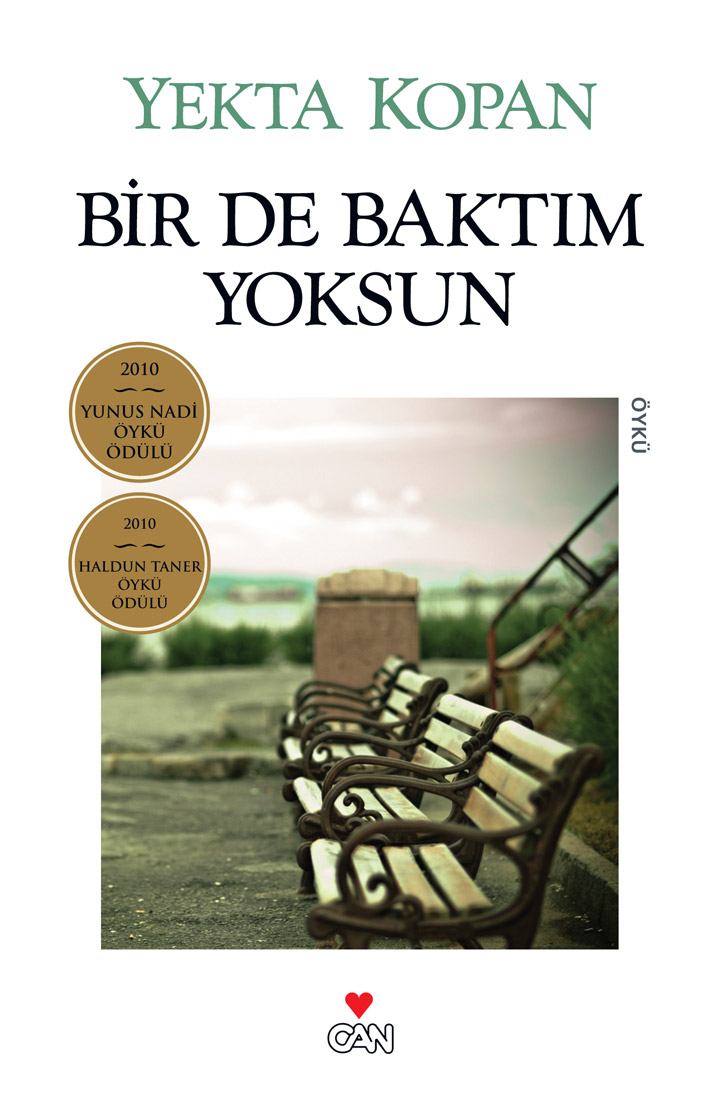 YEKTA KOPAN
BİR DE BAKTIM
YOKSUN
2010
YUNUS NADİ
ÖYKÜ
ÖDÜLÜ
ÖYKÜ
2010
HALDUN TANER
ÖYKÜ
ÖDÜLÜ
CAN